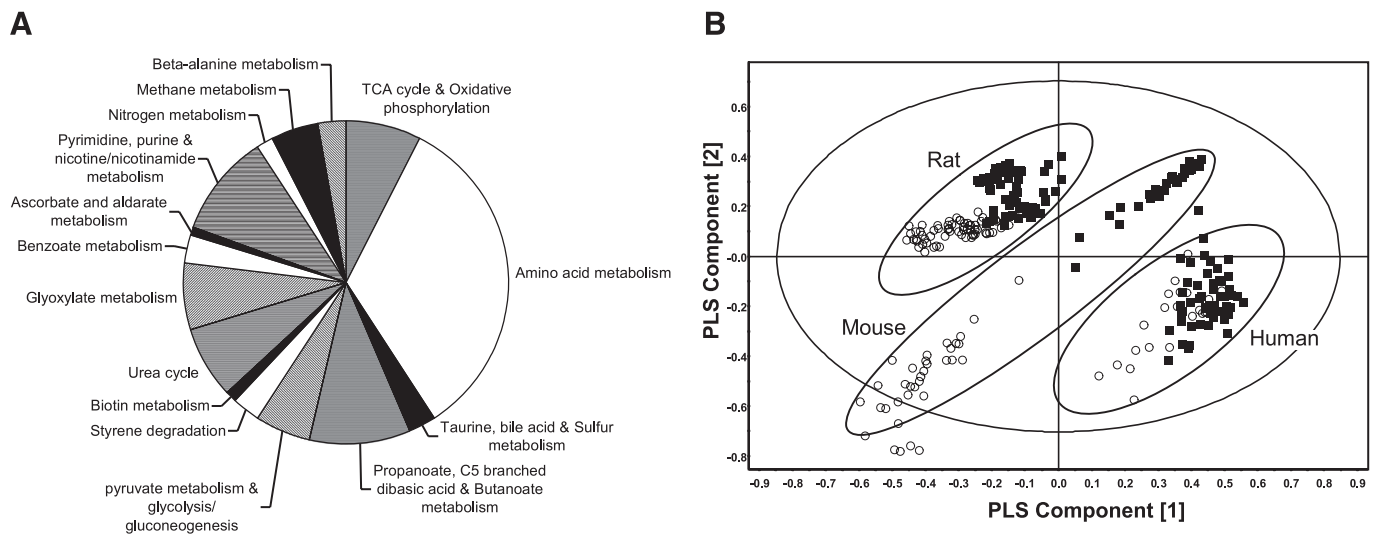 A
Beta-alanine metabolism
Methane metabolism
Nitrogen metabolism
Pyrimidine, purine &
nicotine/nicotinamide
metabolism
Ascorbate and aldarate
metabolism
Benzoate metabolism
Glyoxylate metabolism
Urea cycle
Biotin metabolism
Styrene degradation
pyruvate metabolism &
glycolysis/
gluconeogenesis
TCA cycle & Oxidative
phosphorylation
Amino acid metabolism
Taurine, bile acid & Sulfur
metabolism
Propanoate, C5 branched
dibasic acid & Butanoate
metabolism
B
PLS Component [2]
0.6
0.4
0.2
-0.0
-0.2
-0.4
-0.6
-0.8
Rat
Mouse
Human
-0.9 -0.8 -0.7 -0.6 -0.5 -0.4 -0.3 -0.2 -0.1 0.0 0.1 0.2 0.3 0.4 0.5 0.6 0.7 0.8 0.9
PLS Component [1]